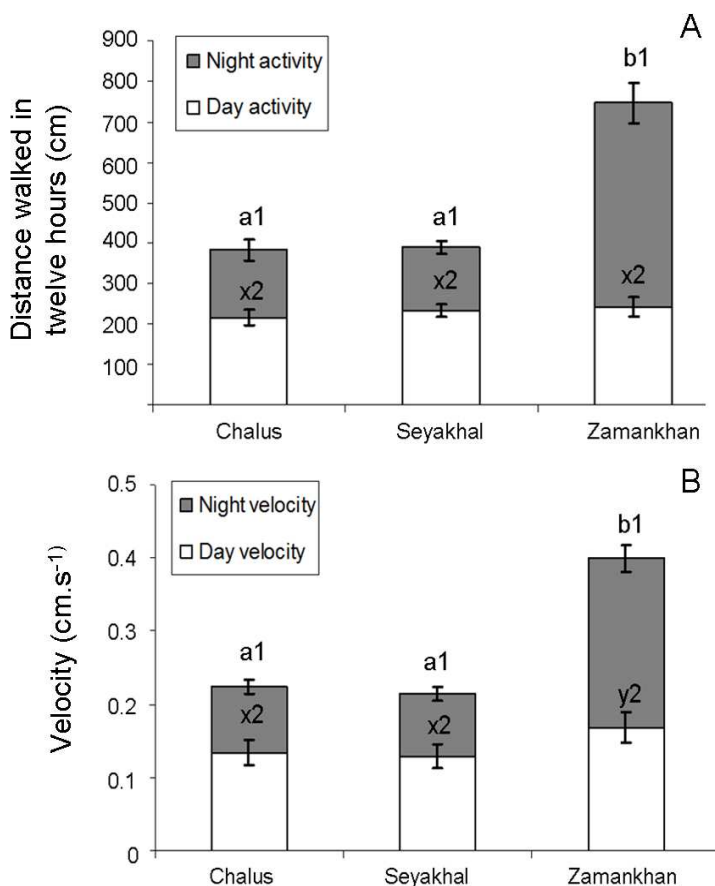 A
Distance walked in
twelve hours (cm)
900
800
700
600
500
400
300
200
100
Night activity
Day activity
a1
a1
b1
x2
x2
x2
Chalus
Seyakhal
Zamankhan
B
Velocity (cm.s⁻¹)
0.5
0.4
0.3
0.2
0.1
0
Night velocity
Day velocity
a1
a1
b1
x2
x2
y2
Chalus
Seyakhal
Zamankhan